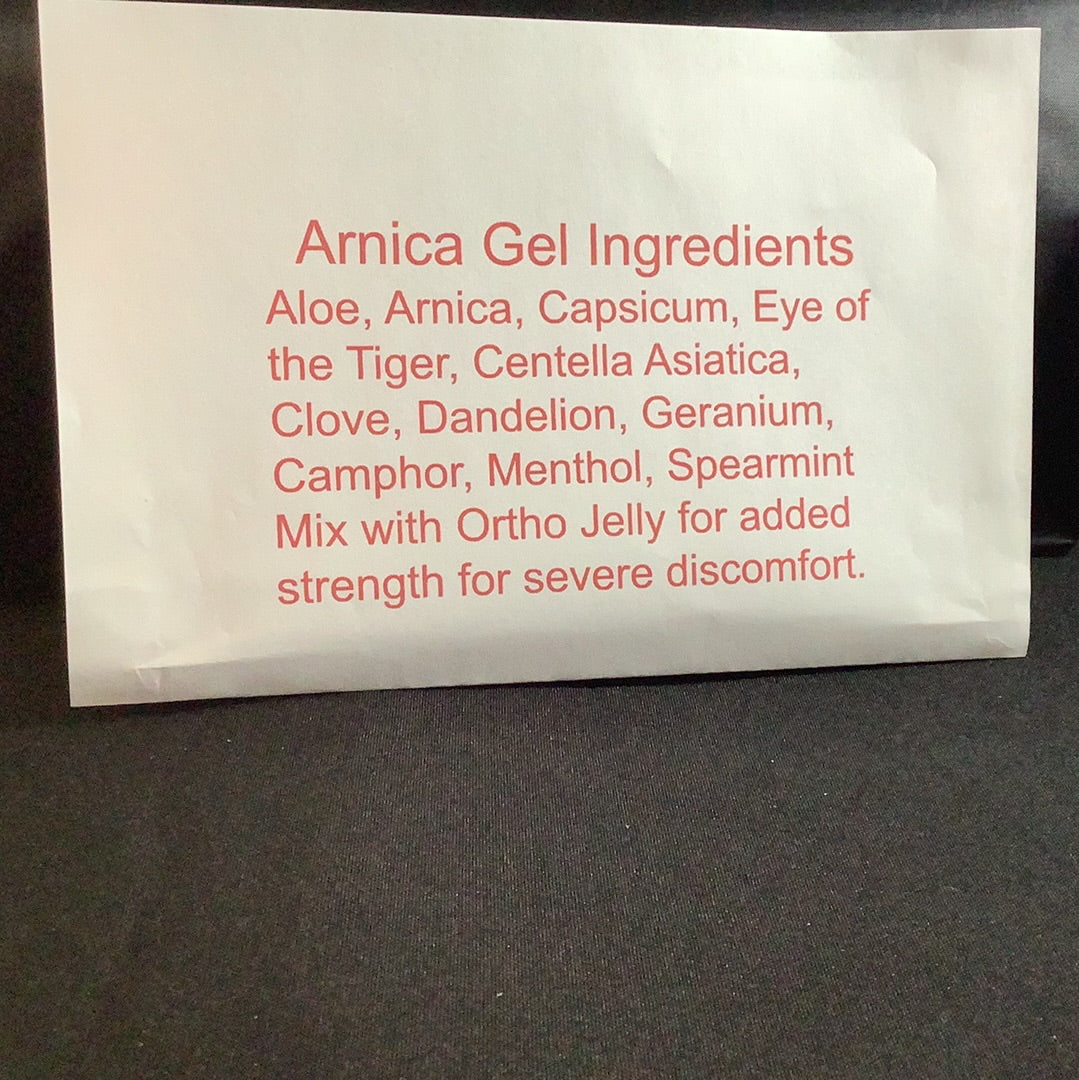 Arnica Gel Ingredients
Aloe, Arnica, Capsicum, Eye of
the Tiger, Centella Asiatica,
Clove, Dandelion, Geranium,
Camphor, Menthol, Spearmint
Mix with Ortho Jelly for added
strength for severe discomfort.